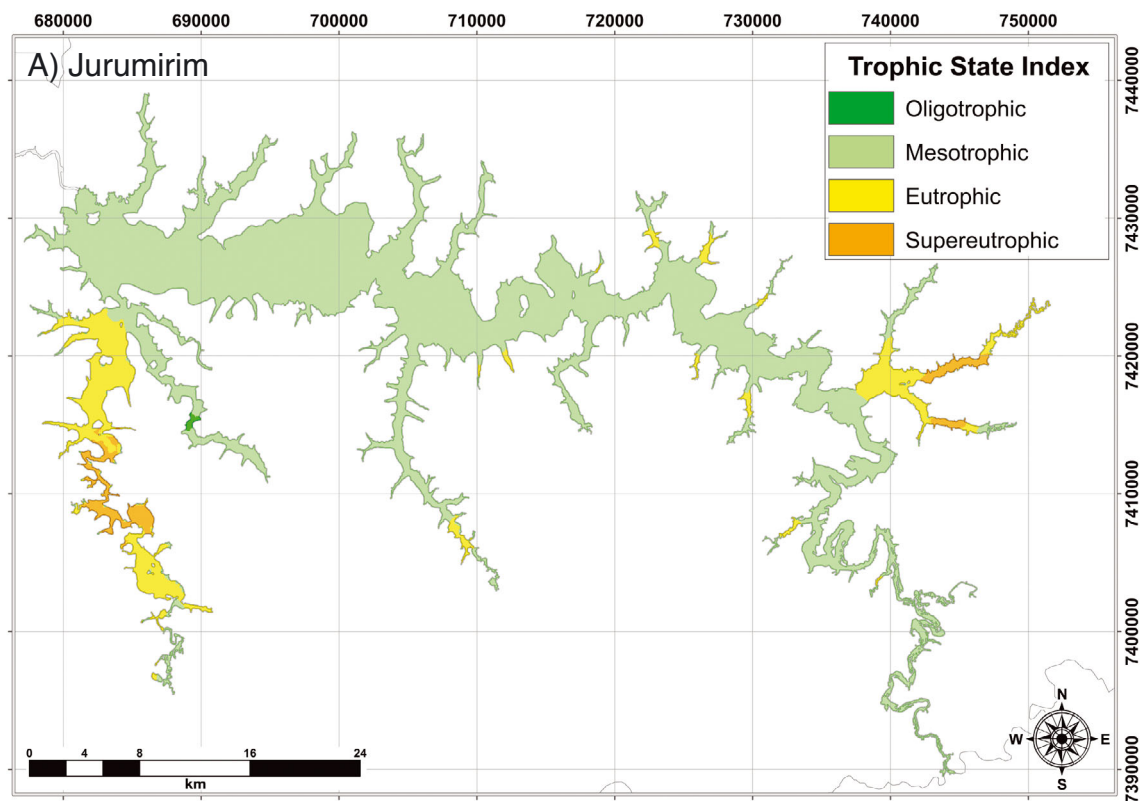 680000 690000 700000 710000 720000 730000 740000 750000
A) Jurumirim
Trophic State Index
Oligotrophic
Mesotrophic
Eutrophic
Supereutrophic
7440000
7430000
7420000
7410000
7400000
7390000
0 4 8 16 24
km
N
W E
S